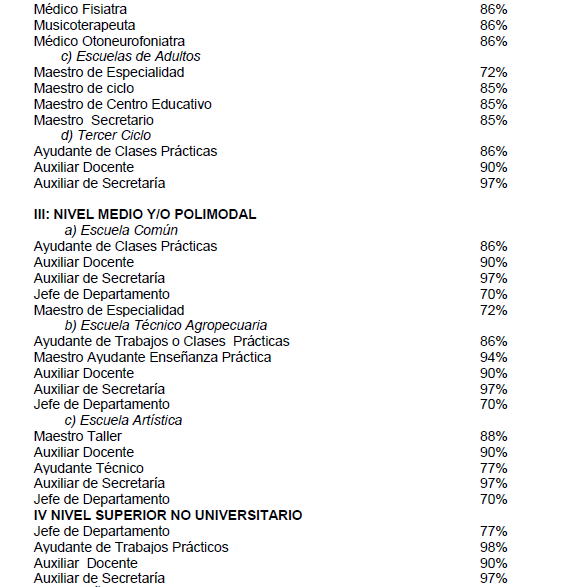 Médico Fisiatra 86%
Musicoterapeuta 86%
Médico Otoneurofoniatra 86%
c) Escuelas de Adultos
Maestro de Especialidad 72%
Maestro de ciclo 85%
Maestro de Centro Educativo 85%
Maestro Secretario 85%
d) Tercer Ciclo
Ayudante de Clases Prácticas 86%
Auxiliar Docente 90%
Auxiliar de Secretaría 97%
III: NIVEL MEDIO Y/O POLIMODAL
a) Escuela Común
Ayudante de Clases Prácticas 86%
Auxiliar Docente 90%
Auxiliar de Secretaría 97%
Jefe de Departamento 70%
Maestro de Especialidad 72%
b) Escuela Técnico Agropecuaria
Ayudante de Trabajos o Clases Prácticas 86%
Maestro Ayudante Enseñanza Práctica 94%
Auxiliar Docente 90%
Auxiliar de Secretaría 97%
Jefe de Departamento 70%
c) Escuela Artística
Maestro Taller 88%
Auxiliar Docente 90%
Ayudante Técnico 77%
Auxiliar de Secretaría 97%
Jefe de Departamento 70%
IV NIVEL SUPERIOR NO UNIVERSITARIO
Jefe de Departamento 77%
Ayudante de Trabajos Prácticos 98%
Auxiliar Docente 90%
Auxiliar de Secretaría 97%